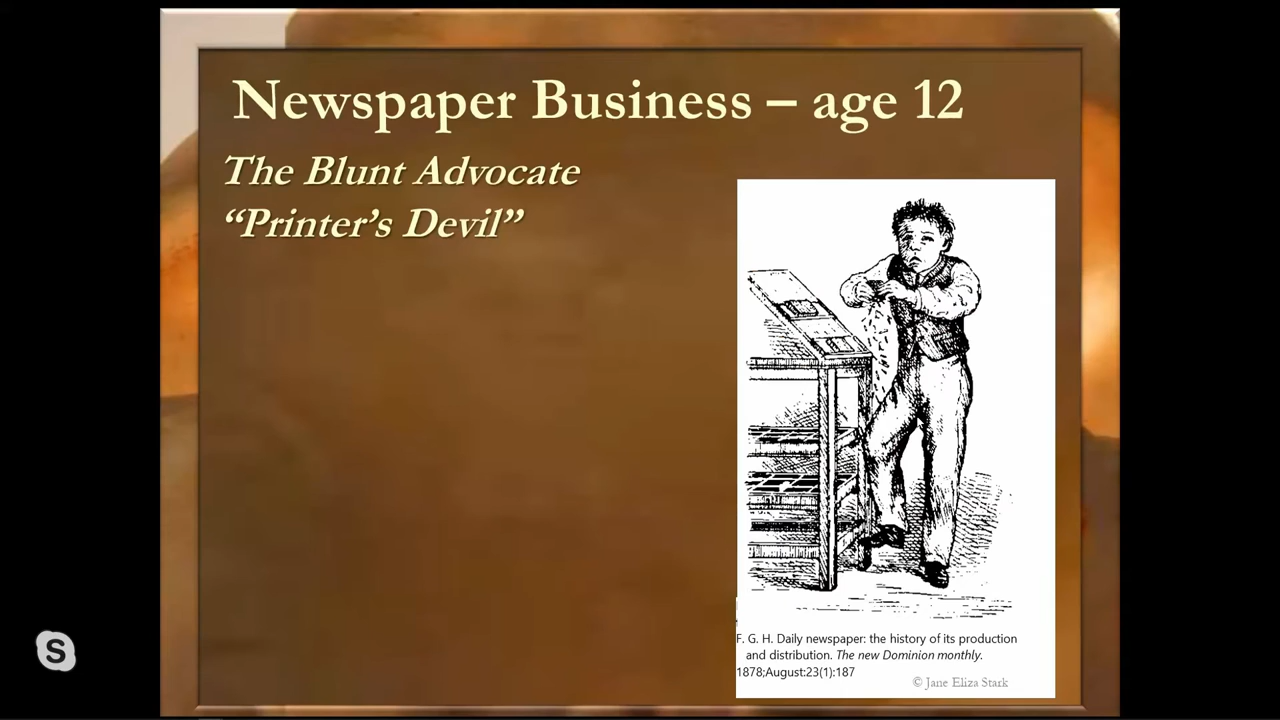 Newspaper Business – age 12
The Blunt Advocate
“Printer’s Devil”
F. G. H. Daily newspaper: the history of its production
and distribution. The new Dominion monthly.
1878;August:23(1):187
© Jane Eliza Stark
S